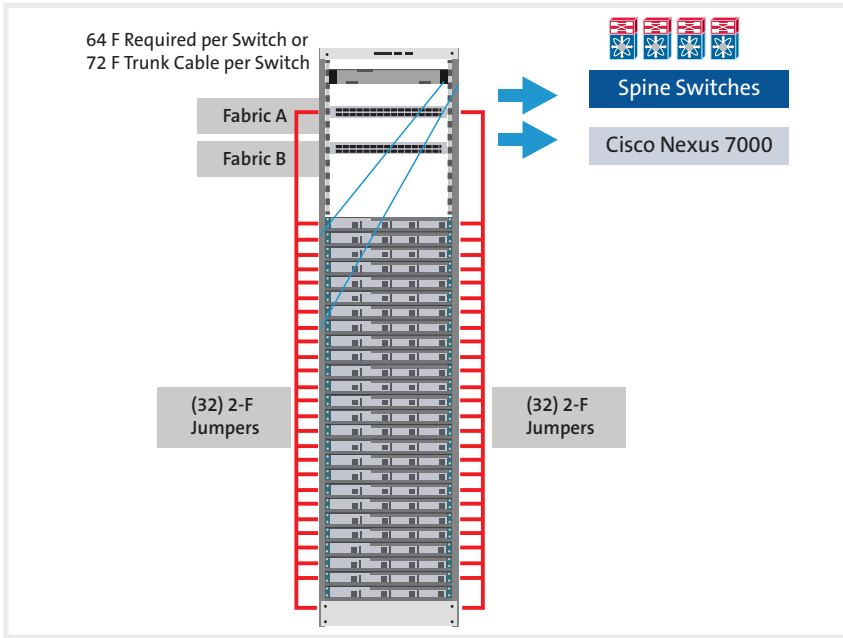 64 F Required per Switch or
72 F Trunk Cable per Switch
Spine Switches
Fabric A
Cisco Nexus 7000
Fabric B
(32) 2-F
Jumpers
(32) 2-F
Jumpers